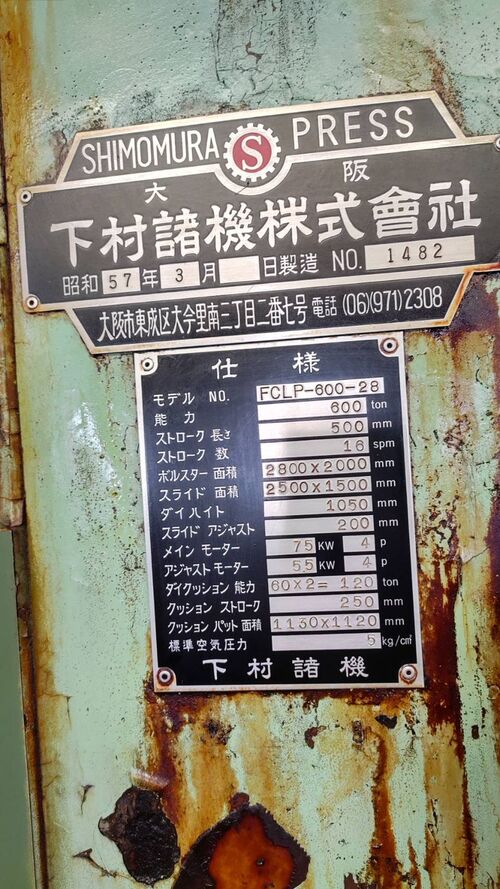 SHIMOMURA S PRESS
大阪
下村諸機株式會社
昭和 57 年 3 月 日製造 NO. 1482
大阪市東成区大今里南三丁目二番七号 電話 (06)(971)2308
仕様
モデル NO. FCLP-600-28
能力 600 ton
ストローク 長さ 500 mm
ストローク 数 16 spm
ボルスター 面積 2800×2000 mm
スライド 面積 2500×1500 mm
ダイハイト 1050 mm
スライド アジャスト 200 mm
メイン モーター 75 KW 4 p
アジャスト モーター 5.5 KW 4 p
ダイクッション 能力 60×2= 120 ton
クッション ストローク 250 mm
クッション パット 面積 1130×1120 mm
標準空気圧力 5 kg/cm²
下村諸機